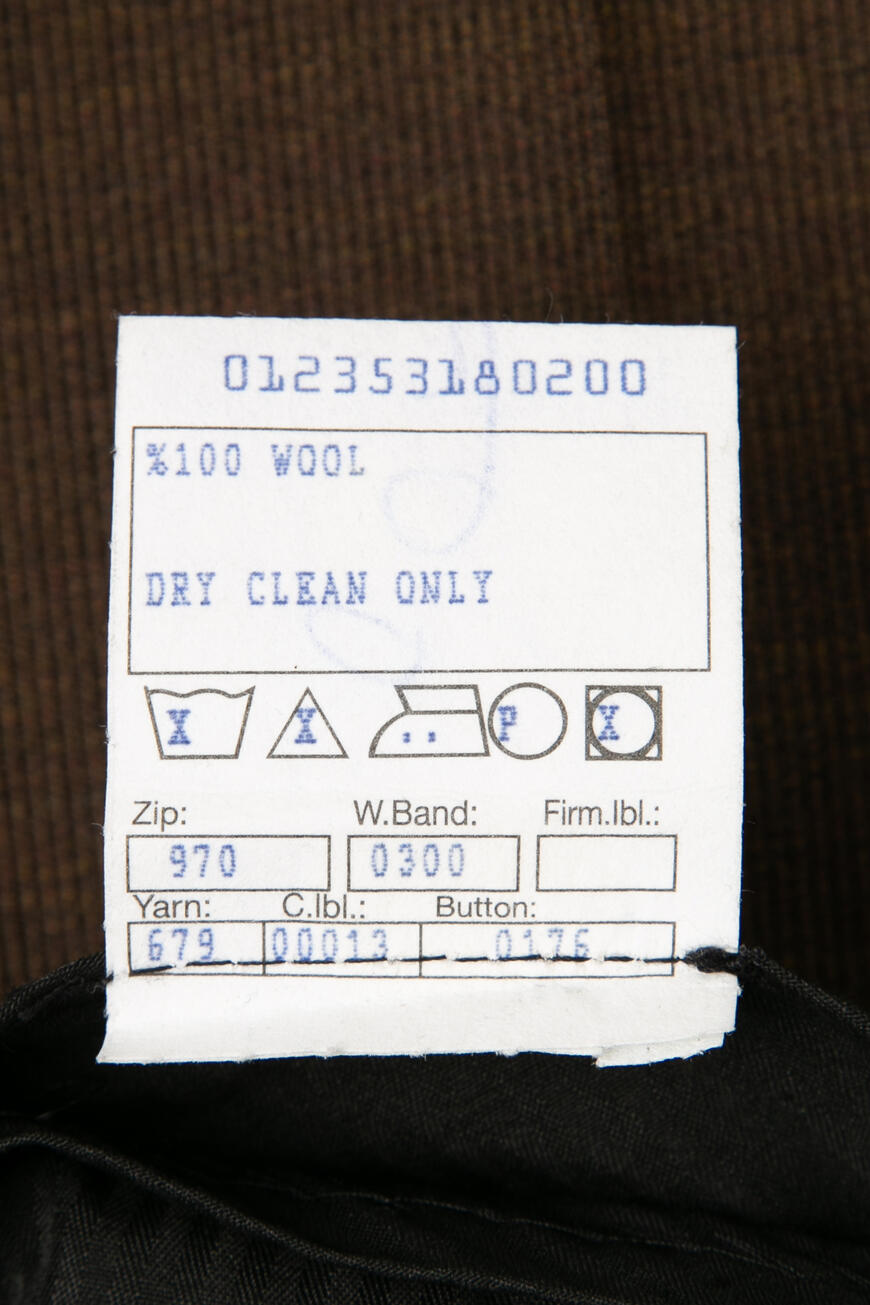 012353180200
%100 WOOL
DRY CLEAN ONLY
X X .. P X
Zip: W.Band: Firm.lbl.:
970 0300
Yarn: C.lbl.: Button:
679 00013 0176